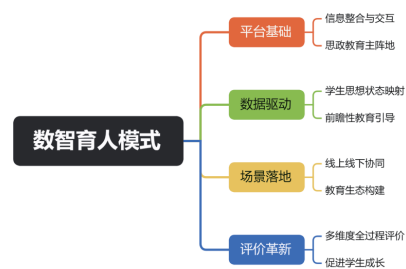 数智育人模式
平台基础
信息整合与交互
思政教育主阵地
数据驱动
学生思想状态映射
前瞻性教育引导
场景落地
线上线下协同
教育生态构建
评价革新
多维度全过程评价
促进学生成长